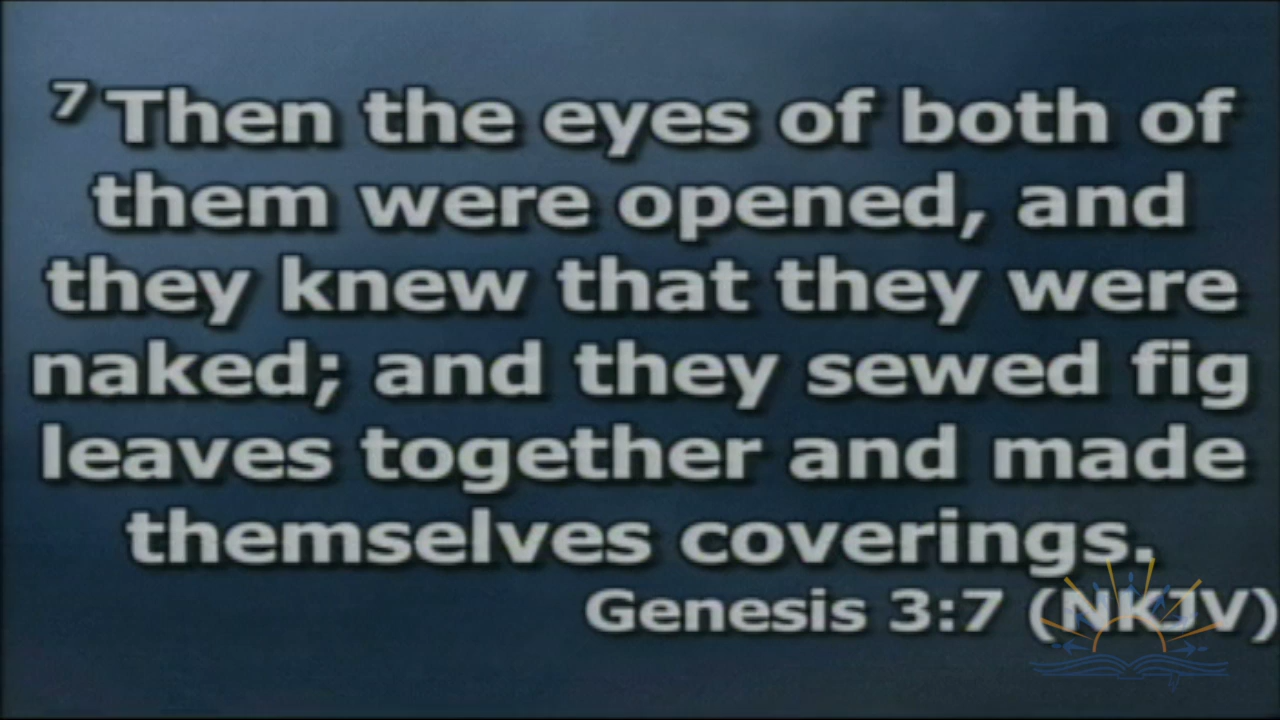 ⁷ Then the eyes of both of
them were opened, and
they knew that they were
naked; and they sewed fig
leaves together and made
themselves coverings.
Genesis 3:7 (NKJV)